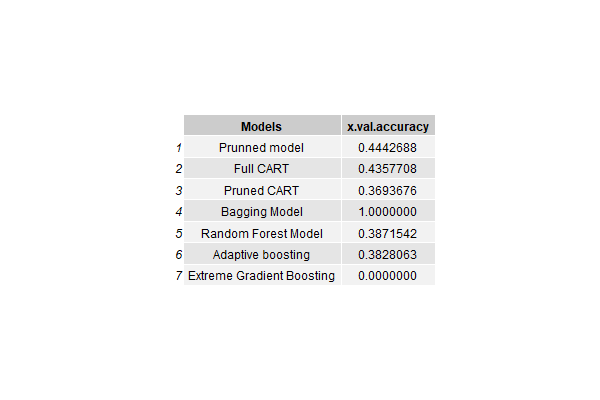 Models x.val.accuracy
1 Prunned model 0.4442688
2 Full CART 0.4357708
3 Pruned CART 0.3693676
4 Bagging Model 1.0000000
5 Random Forest Model 0.3871542
6 Adaptive boosting 0.3828063
7 Extreme Gradient Boosting 0.0000000